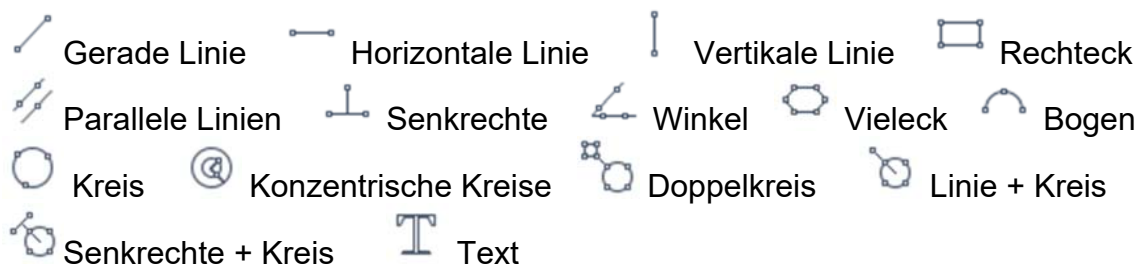 Gerade Linie Horizontale Linie Vertikale Linie Rechteck
Parallele Linien Senkrechte Winkel Vieleck Bogen
Kreis Konzentrische Kreise Doppelkreis Linie + Kreis
Senkrechte + Kreis Text